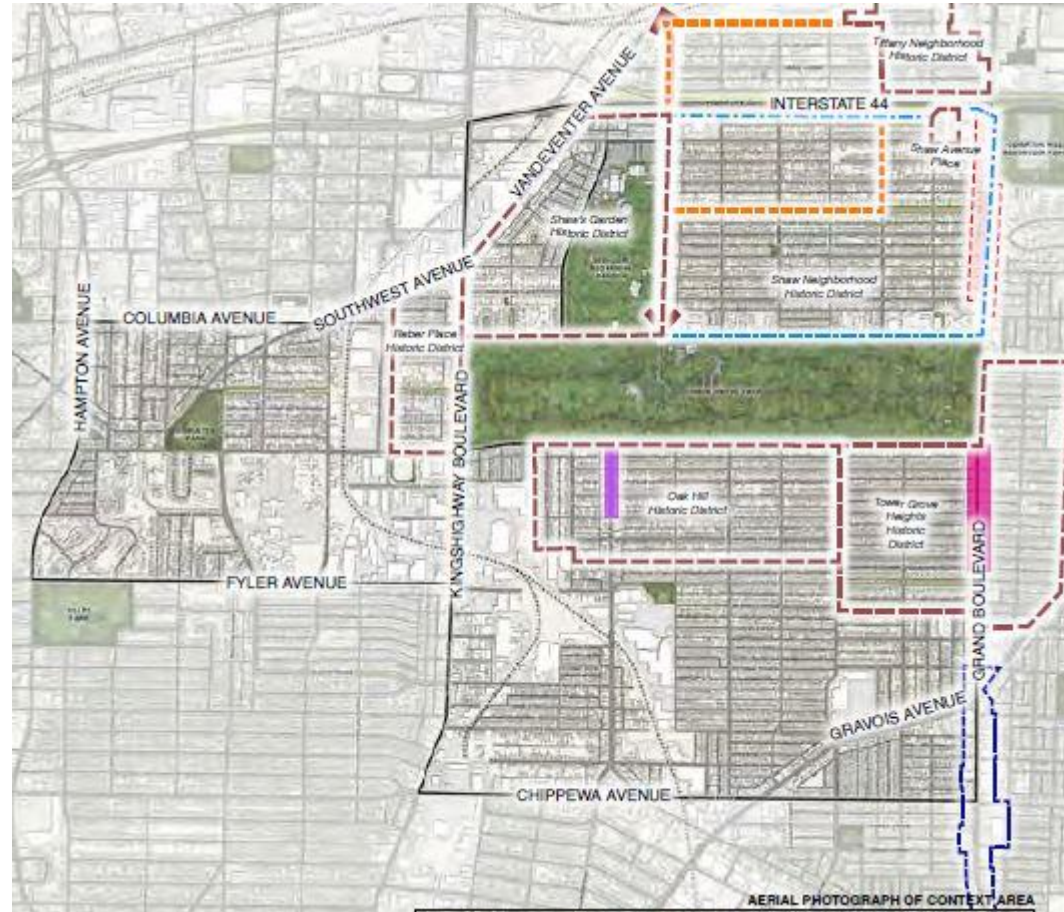 Tiffany Neighborhood
Historic District
INTERSTATE 44
VANDEVENTER AVENUE
Shaw Avenue
Place
Shaw's Garden
Historic District
SOUTHWEST AVENUE
Shaw Neighborhood
Historic District
HAMPTON AVENUE
COLUMBIA AVENUE
Reber Place
Historic District
KINGSHIGHWAY BOULEVARD
Oak Hill
Historic District
Tower Grove
Heights
Historic
District
GRAND BOULEVARD
FYLER AVENUE
GRAVOIS AVENUE
CHIPPEWA AVENUE
AERIAL PHOTOGRAPH OF CONTEXT AREA